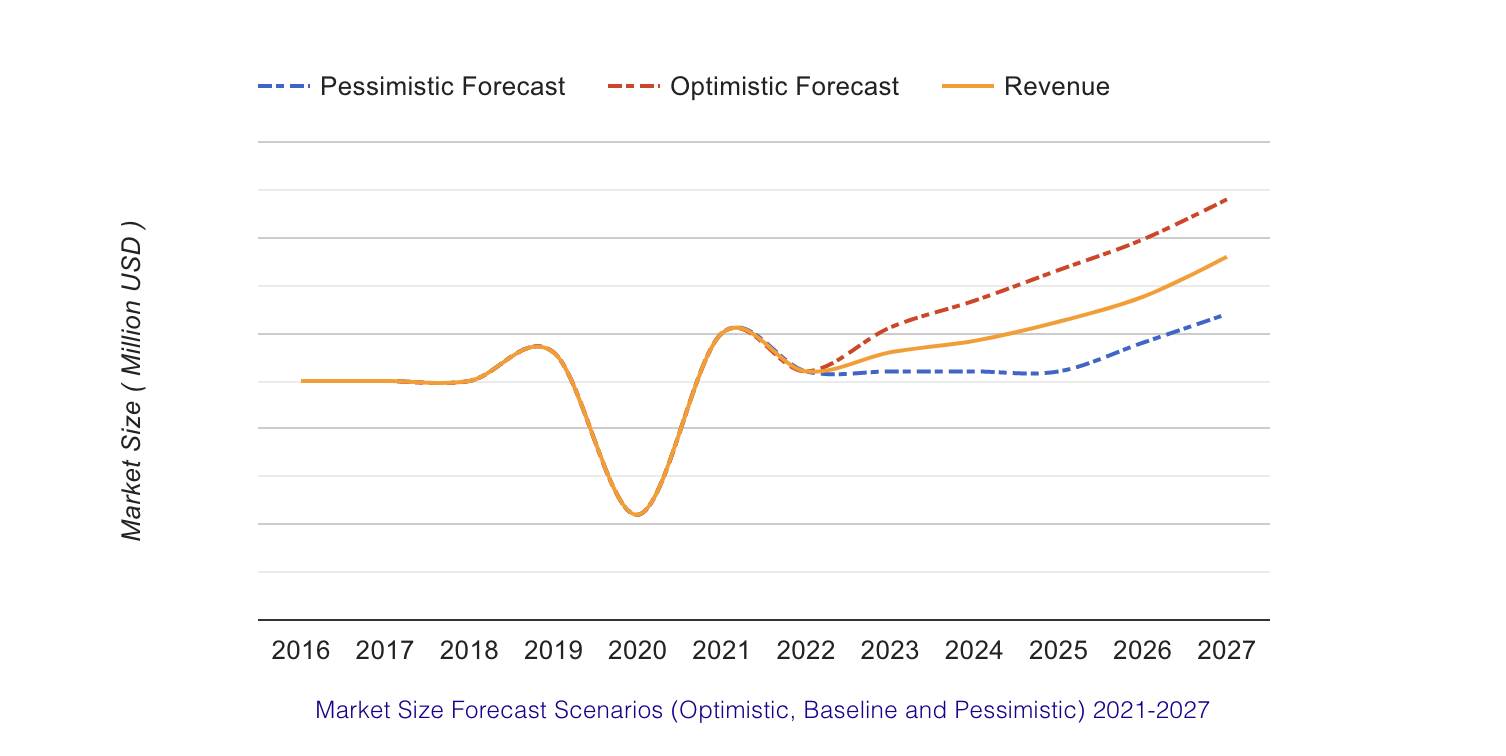 Pessimistic Forecast Optimistic Forecast Revenue
Market Size ( Million USD )
2016 2017 2018 2019 2020 2021 2022 2023 2024 2025 2026 2027
Market Size Forecast Scenarios (Optimistic, Baseline and Pessimistic) 2021-2027